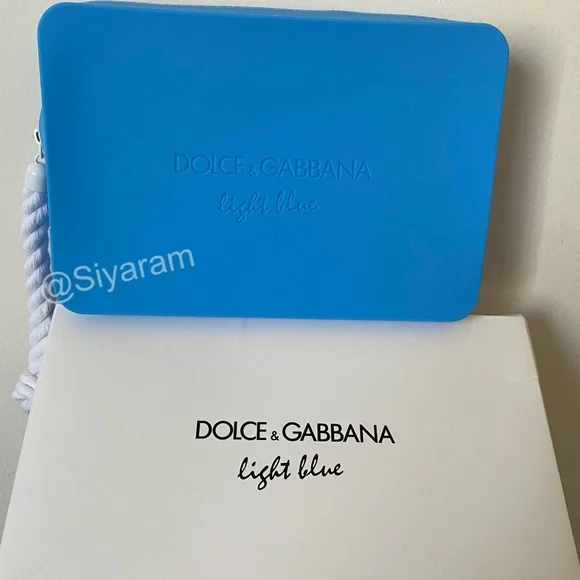 DOLCE & GABBANA
light blue
@Siyaram
DOLCE & GABBANA
light blue